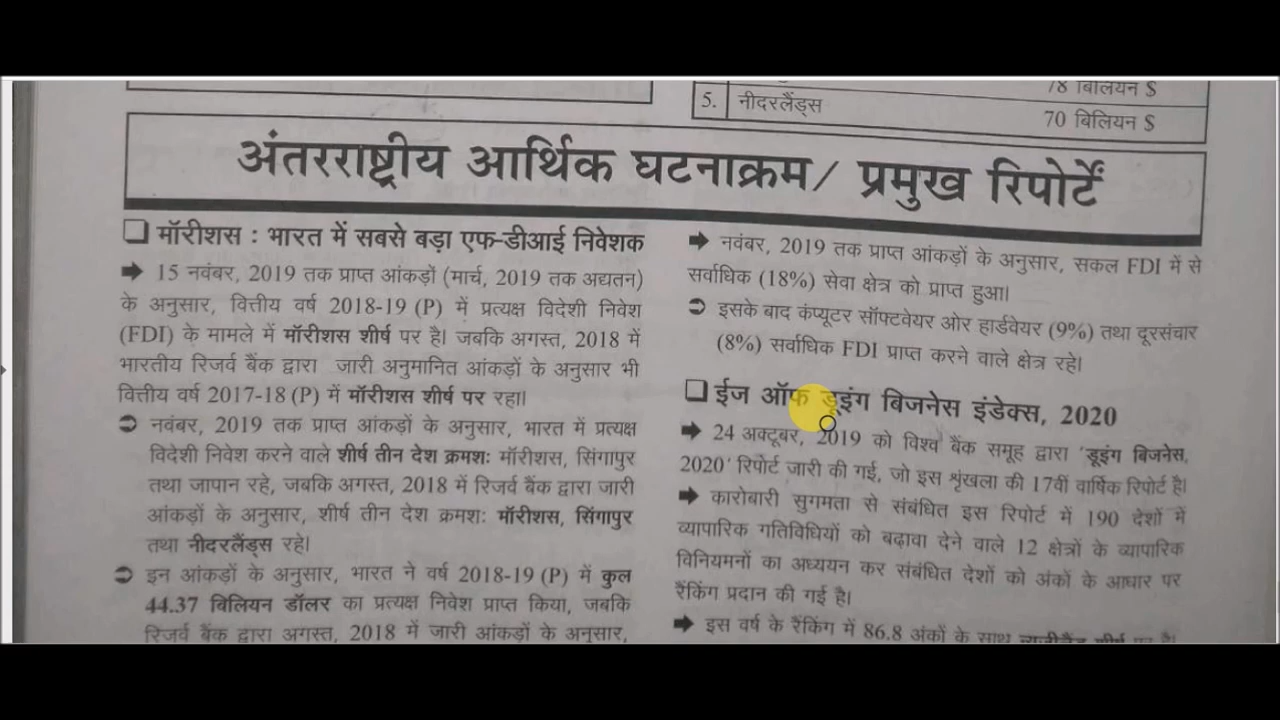 78 बिलियन $
5. नीदरलैंड्स 70 बिलियन $
अंतरराष्ट्रीय आर्थिक घटनाक्रम/ प्रमुख रिपोर्टें
❑ मॉरीशस : भारत में सबसे बड़ा एफ-डीआई निवेशक
➡ 15 नवंबर, 2019 तक प्राप्त आंकड़ों (मार्च, 2019 तक अद्यतन)
के अनुसार, वित्तीय वर्ष 2018-19 (P) में प्रत्यक्ष विदेशी निवेश
(FDI) के मामले में मॉरीशस शीर्ष पर है। जबकि अगस्त, 2018 में
भारतीय रिजर्व बैंक द्वारा जारी अनुमानित आंकड़ों के अनुसार भी
वित्तीय वर्ष 2017-18 (P) में मॉरीशस शीर्ष पर रहा।
➲ नवंबर, 2019 तक प्राप्त आंकड़ों के अनुसार, भारत में प्रत्यक्ष
विदेशी निवेश करने वाले शीर्ष तीन देश क्रमशः मॉरीशस, सिंगापुर
तथा जापान रहे, जबकि अगस्त, 2018 में रिजर्व बैंक द्वारा जारी
आंकड़ों के अनुसार, शीर्ष तीन देश क्रमशः मॉरीशस, सिंगापुर
तथा नीदरलैंड्स रहे।
➲ इन आंकड़ों के अनुसार, भारत ने वर्ष 2018-19 (P) में कुल
44.37 बिलियन डॉलर का प्रत्यक्ष निवेश प्राप्त किया, जबकि
रिजर्व बैंक द्वारा अगस्त, 2018 में जारी आंकड़ों के अनुसार,
➡ नवंबर, 2019 तक प्राप्त आंकड़ों के अनुसार, सकल FDI में से
सर्वाधिक (18%) सेवा क्षेत्र को प्राप्त हुआ।
➲ इसके बाद कंप्यूटर सॉफ्टवेयर ओर हार्डवेयर (9%) तथा दूरसंचार
(8%) सर्वाधिक FDI प्राप्त करने वाले क्षेत्र रहे।
❑ ईज ऑफ डूइंग बिजनेस इंडेक्स, 2020
➡ 24 अक्टूबर, 2019 को विश्व बैंक समूह द्वारा 'डूइंग बिजनेस,
2020' रिपोर्ट जारी की गई, जो इस श्रृंखला की 17वीं वार्षिक रिपोर्ट है।
➡ कारोबारी सुगमता से संबंधित इस रिपोर्ट में 190 देशों में
व्यापारिक गतिविधियों को बढ़ावा देने वाले 12 क्षेत्रों के व्यापारिक
विनियमनों का अध्ययन कर संबंधित देशों को अंकों के आधार पर
रैंकिंग प्रदान की गई है।
➡ इस वर्ष के रैंकिंग में 86.8 अंकों के साथ न्यूजीलैंड शीर्ष पर है।